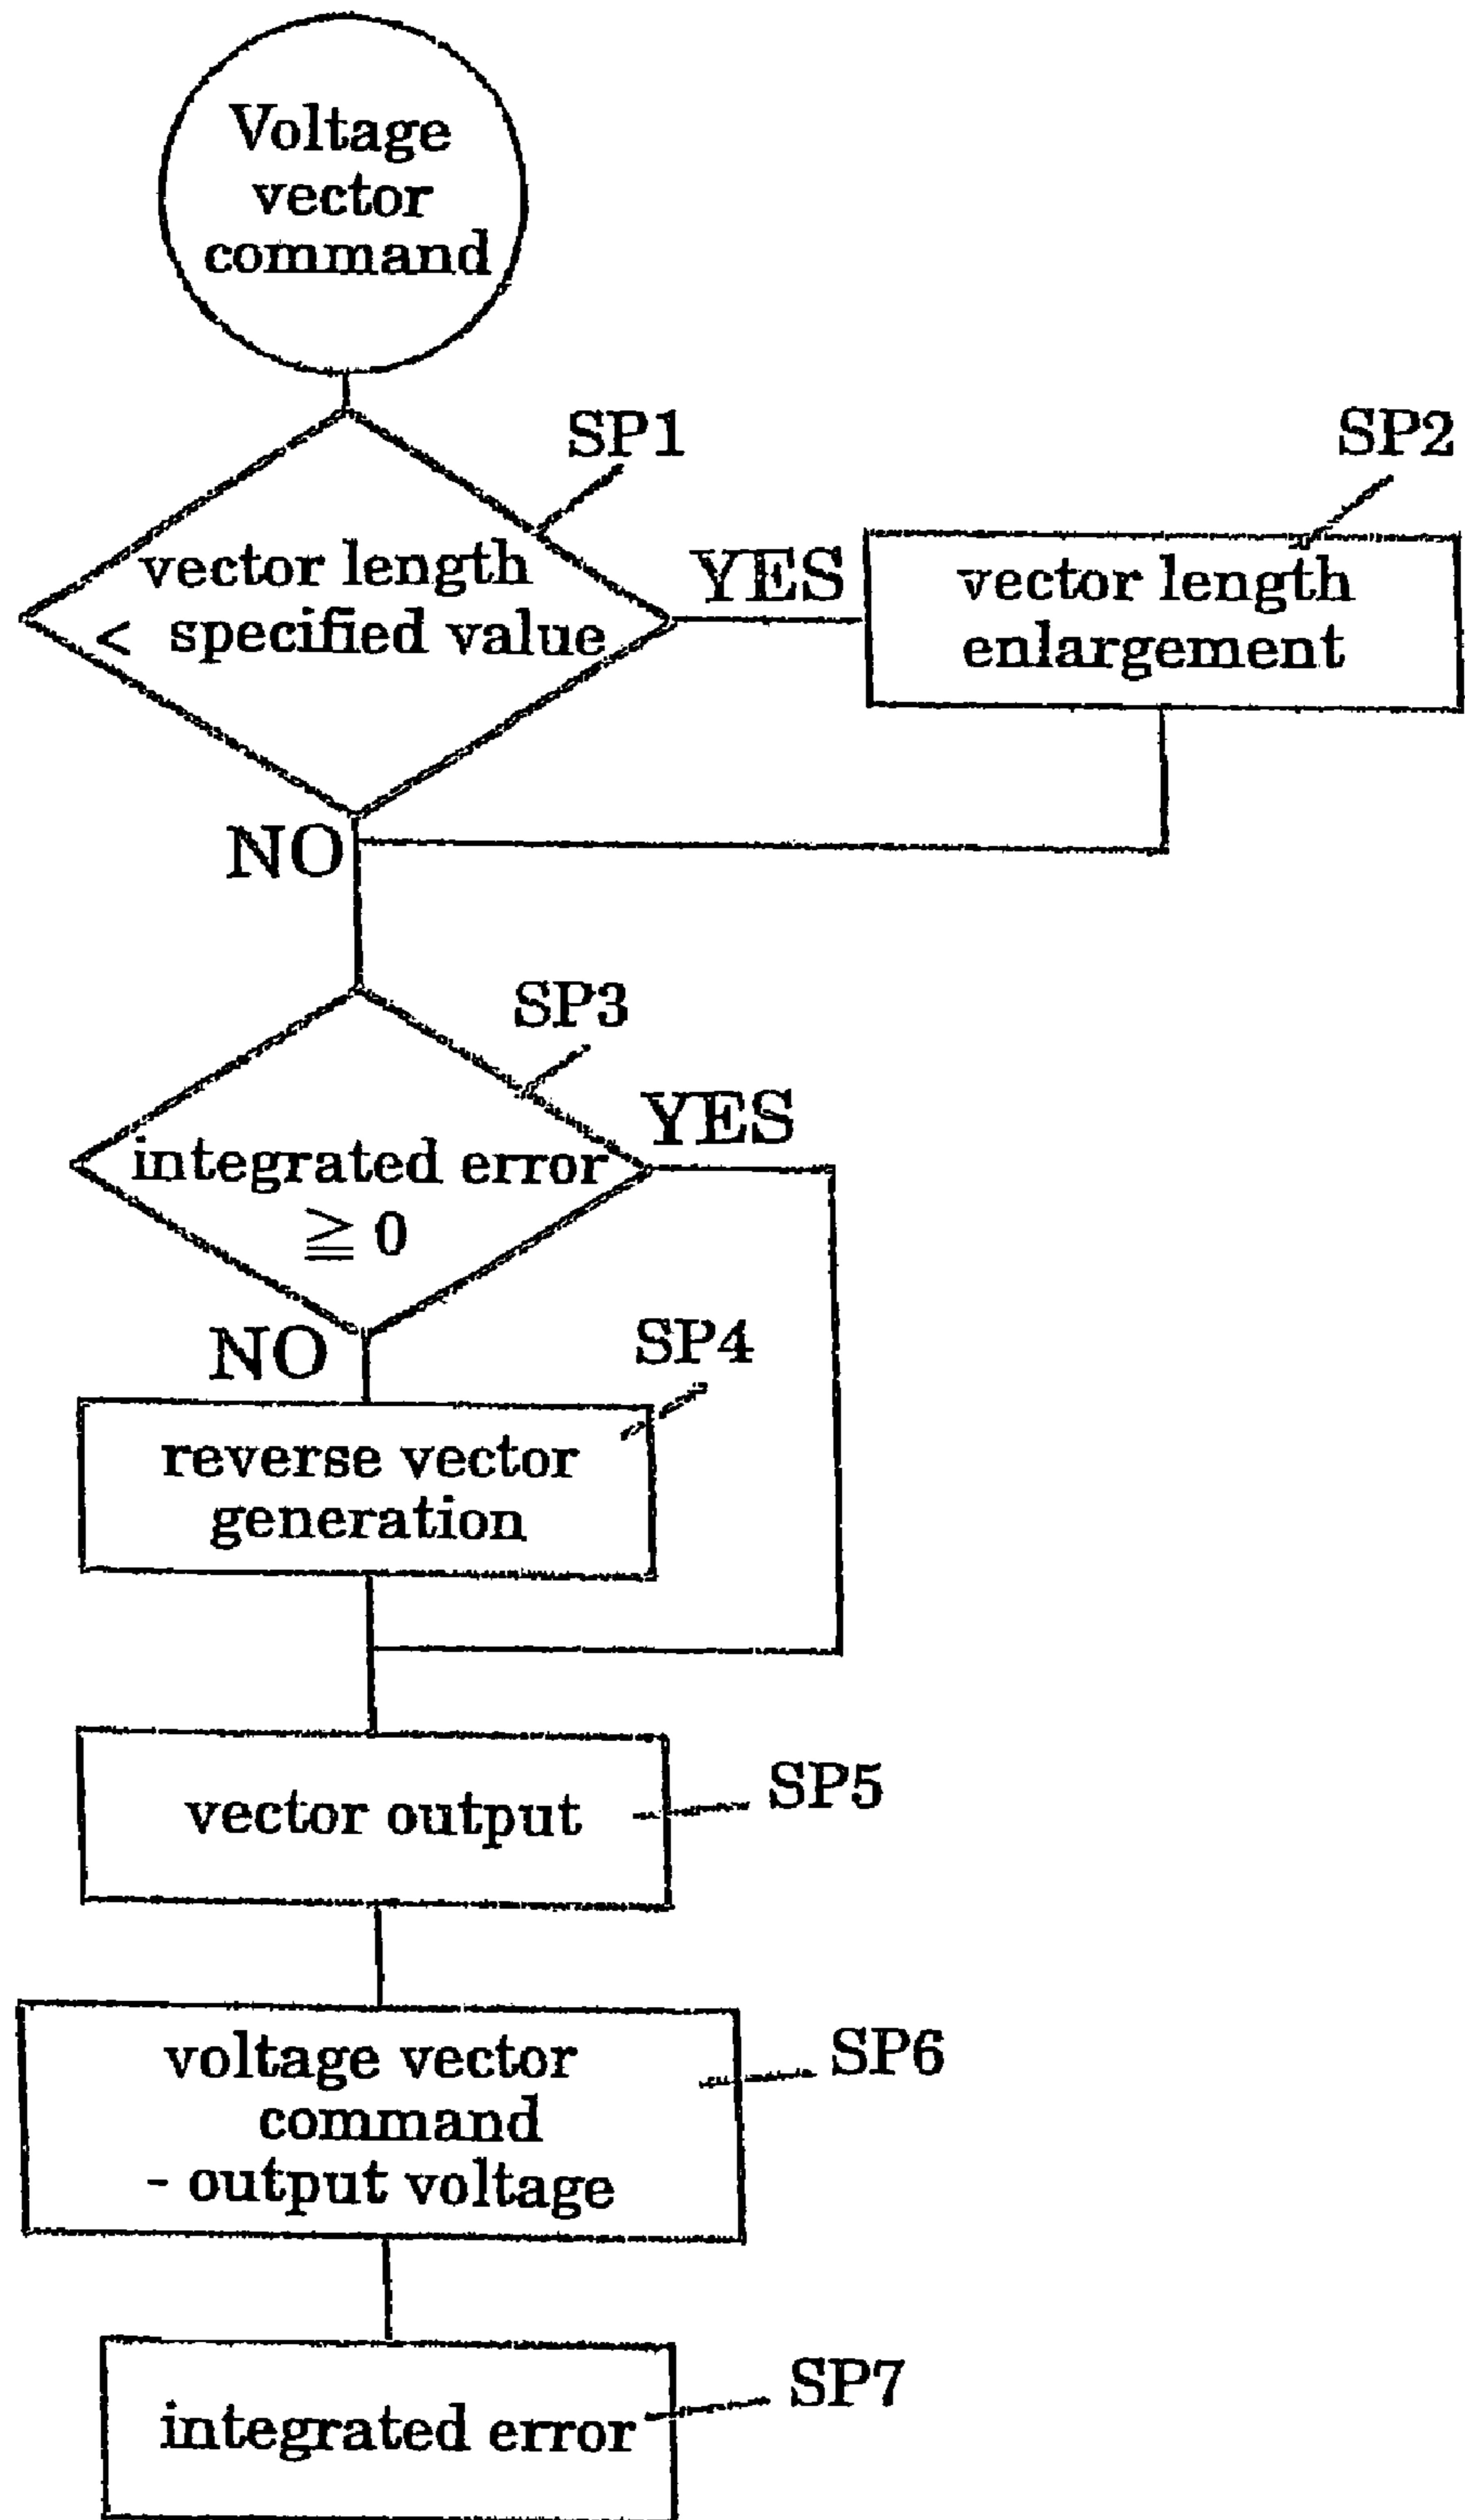 Voltage
vector
command
SP1
SP2
vector length
< specified value
YES
vector length
enlargement
NO
SP3
YES
integrated error
≧ 0
NO
SP4
reverse vector
generation
vector output
SP5
voltage vector
command
- output voltage
SP6
integrated error
SP7